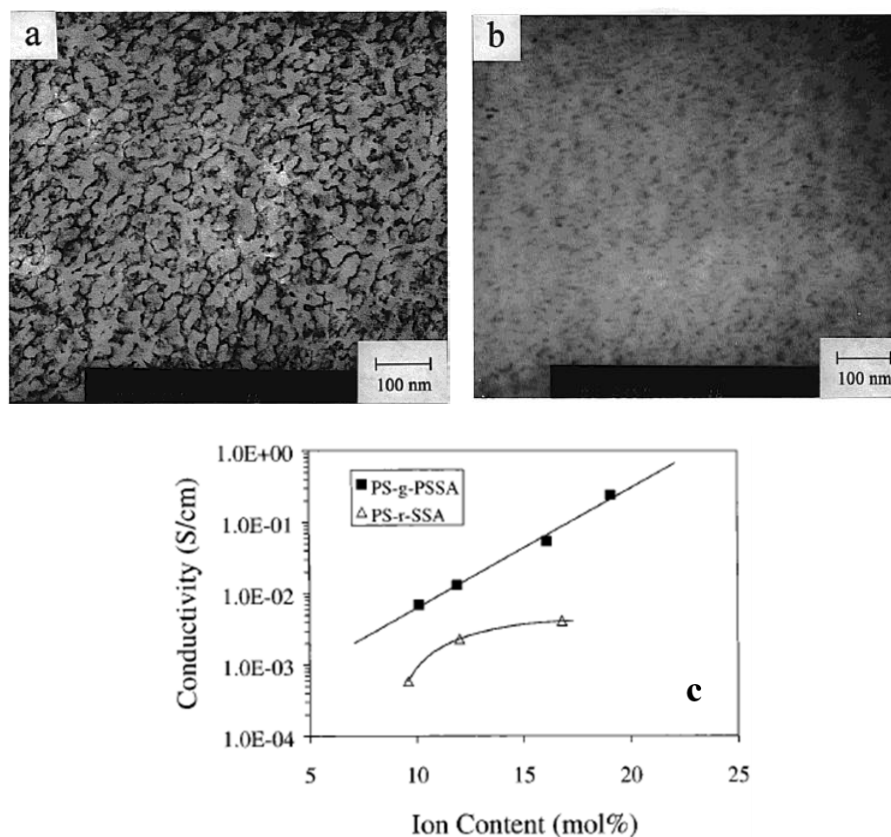 a
b
100 nm
100 nm
1.0E+00
1.0E-01
1.0E-02
1.0E-03
1.0E-04
Conductivity (S/cm)
PS-g-PSSA
PS-r-SSA
c
5
10
15
20
25
Ion Content (mol%)